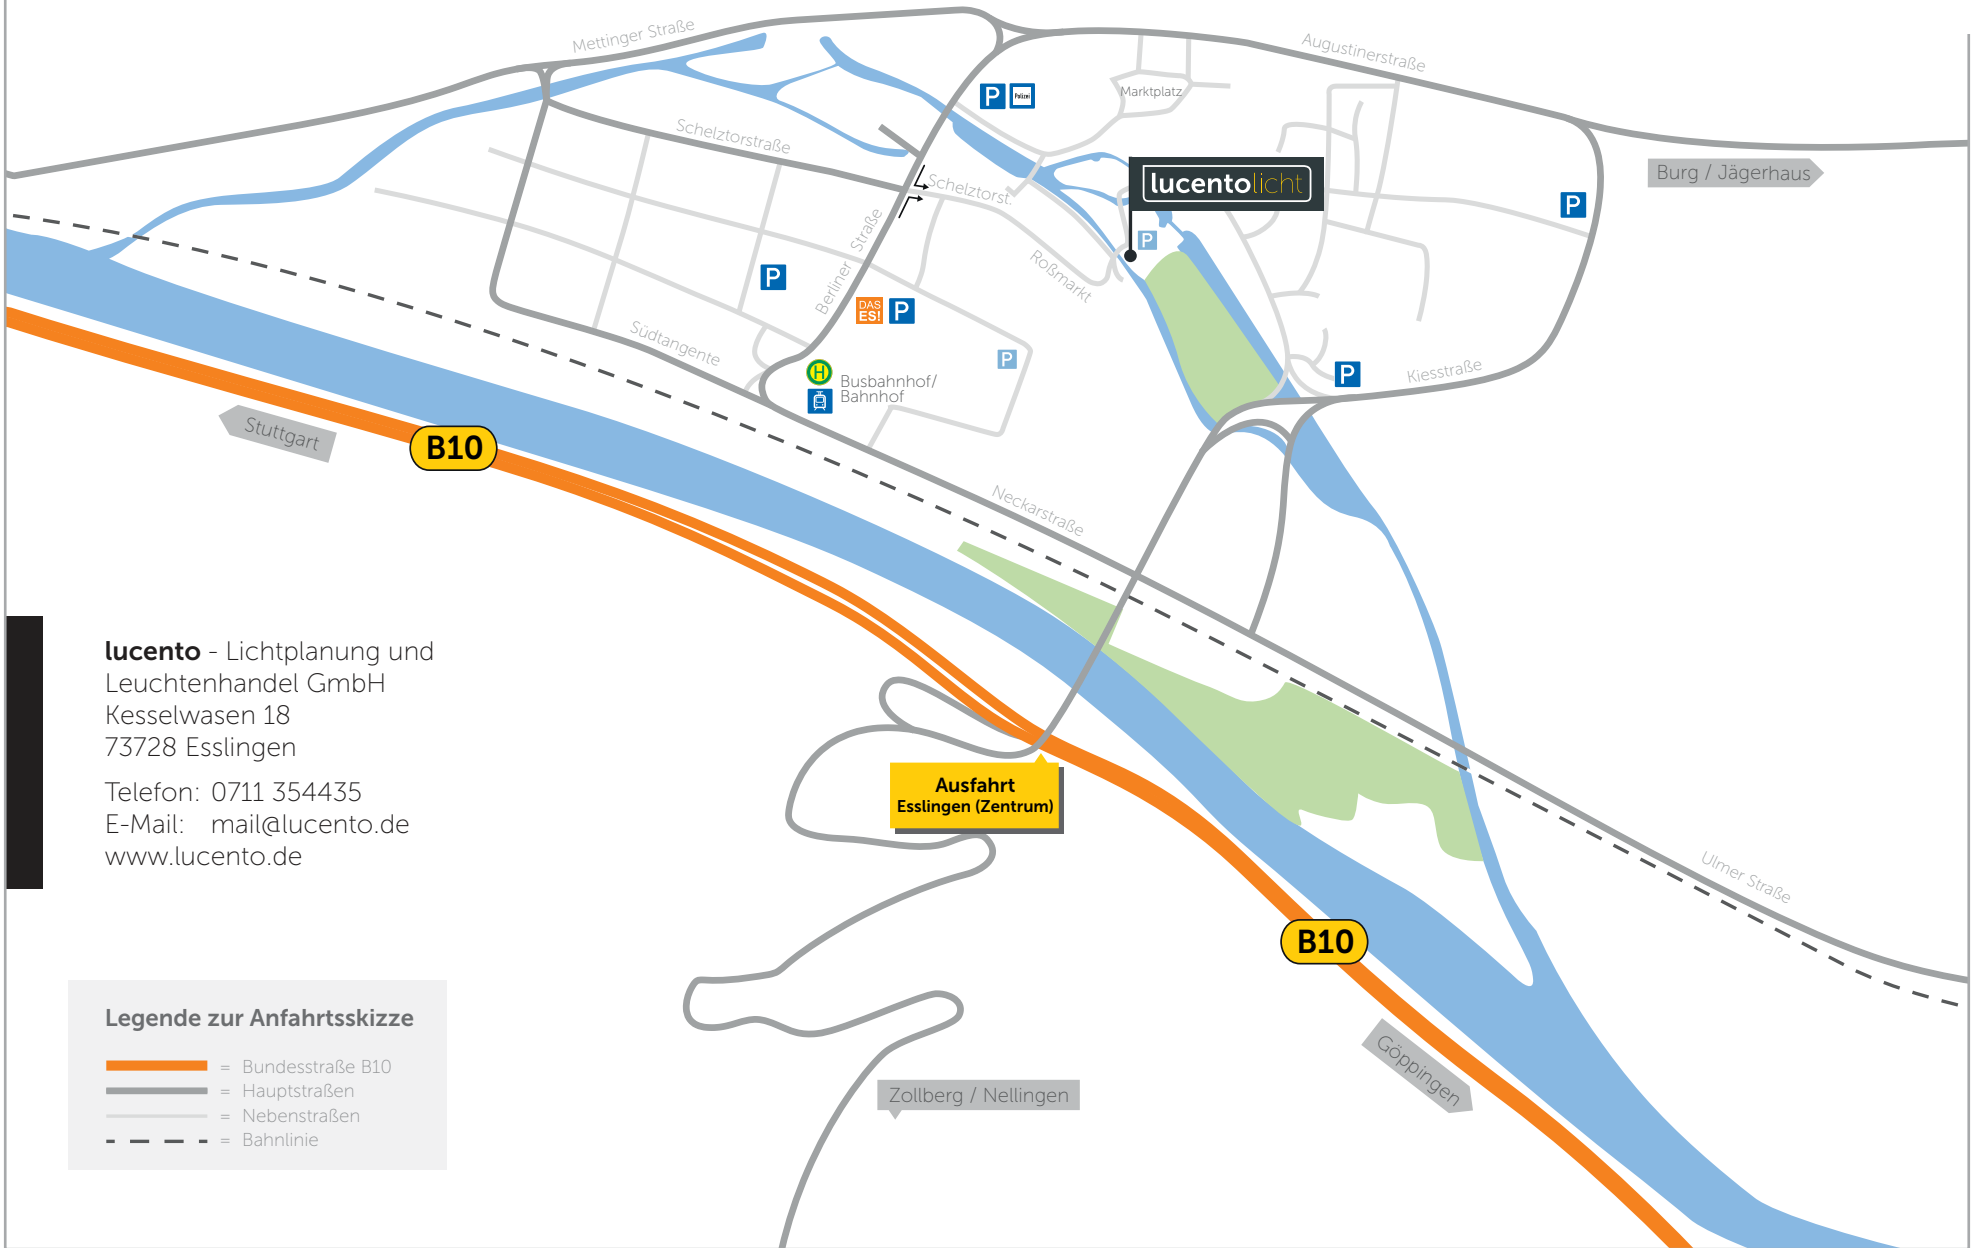 Mettinger Straße
Augustinerstraße
P
Polizei
Marktplatz
Schelztorstraße
Burg / Jägerhaus
lucentolicht
Schelztorst.
P
Berliner Straße
P
Roßmarkt
P
DAS
ES!
P
Südtangente
P
H
Busbahnhof/
Bahnhof
P
Kiesstraße
Stuttgart
B10
Neckarstraße
lucento - Lichtplanung und
Leuchtenhandel GmbH
Kesselwasen 18
73728 Esslingen
Telefon: 0711 354435
E-Mail: mail@lucento.de
www.lucento.de
Ausfahrt
Esslingen (Zentrum)
Ulmer Straße
B10
Göppingen
Zollberg / Nellingen
Legende zur Anfahrtsskizze
= Bundesstraße B10
= Hauptstraßen
= Nebenstraßen
= Bahnlinie